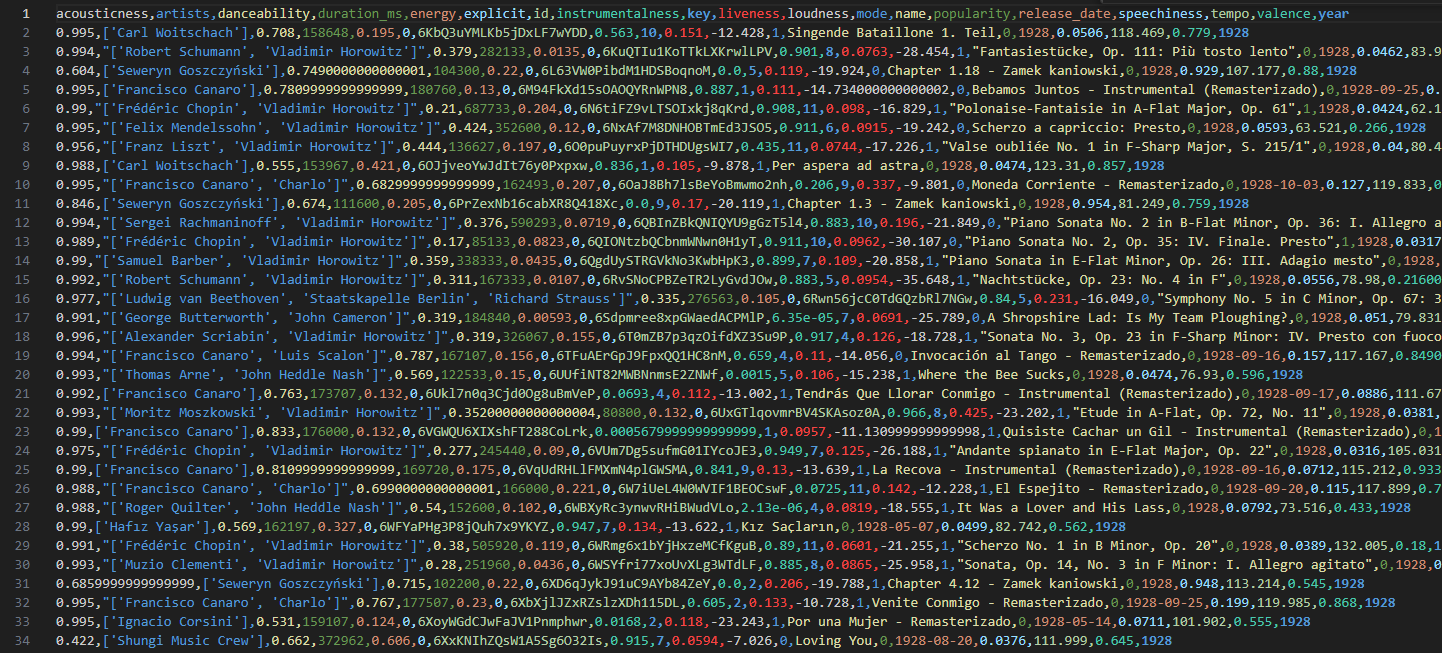 1 acousticness,artists,danceability,duration_ms,energy,explicit,id,instrumentalness,key,liveness,loudness,mode,name,popularity,release_date,speechiness,tempo,valence,year
2 0.995,['Carl Woitschach'],0.708,158648,0.195,0,6KbQ3uYMLKb5jDxLF7wYDD,0.563,10,0.151,-12.428,1,Singende Bataillone 1. Teil,0,1928,0.0506,118.469,0.779,1928
3 0.994,"['Robert Schumann', 'Vladimir Horowitz']",0.379,282133,0.0135,0,6KuQTIu1KoTTkLXKrwlLPV,0.901,8,0.0763,-28.454,1,"Fantasiestücke, Op. 111: Più tosto lento",0,1928,0.0462,83.9
4 0.604,['Seweryn Goszczyński'],0.7490000000000001,104300,0.22,0,6L63VW0PibdM1HDSBoqnoM,0.0,5,0.119,-19.924,0,Chapter 1.18 - Zamek kaniowski,0,1928,0.929,107.177,0.88,1928
5 0.995,['Francisco Canaro'],0.7809999999999999,180760,0.13,0,6M94FkXd15sOAOQYRnWPN8,0.887,1,0.111,-14.734000000000002,0,Bebamos Juntos - Instrumental (Remasterizado),0,1928-09-25,0.
6 0.99,"['Frédéric Chopin', 'Vladimir Horowitz']",0.21,687733,0.204,0,6N6tiFZ9vLTSOIxkj8qKrd,0.908,11,0.098,-16.829,1,"Polonaise-Fantaisie in A-Flat Major, Op. 61",1,1928,0.0424,62.1
7 0.995,"['Felix Mendelssohn', 'Vladimir Horowitz']",0.424,352600,0.12,0,6NxAf7M8DNHOBTmEd3JSO5,0.911,6,0.0915,-19.242,0,Scherzo a capriccio: Presto,0,1928,0.0593,63.521,0.266,1928
8 0.956,"['Franz Liszt', 'Vladimir Horowitz']",0.444,136627,0.197,0,6O0puPuyrxPjDTHDUgsWI7,0.435,11,0.0744,-17.226,1,"Valse oubliée No. 1 in F-Sharp Major, S. 215/1",0,1928,0.04,80.4
9 0.988,['Carl Woitschach'],0.555,153967,0.421,0,6OJjveoYwJdIt76y0Pxpxw,0.836,1,0.105,-9.878,1,Per aspera ad astra,0,1928,0.0474,123.31,0.857,1928
10 0.995,"['Francisco Canaro', 'Charlo']",0.6829999999999999,162493,0.207,0,6OaJ8Bh7lsBeYoBmwmo2nh,0.206,9,0.337,-9.801,0,Moneda Corriente - Remasterizado,0,1928-10-03,0.127,119.833,0
11 0.846,['Seweryn Goszczyński'],0.674,111600,0.205,0,6PrZexNb16cabXR8Q418Xc,0.0,9,0.17,-20.119,1,Chapter 1.3 - Zamek kaniowski,0,1928,0.954,81.249,0.759,1928
12 0.994,"['Sergei Rachmaninoff', 'Vladimir Horowitz']",0.376,590293,0.0719,0,6QBInZBkQNIQYU9gGzT5l4,0.883,10,0.196,-21.849,0,"Piano Sonata No. 2 in B-Flat Minor, Op. 36: I. Allegro a
13 0.989,"['Frédéric Chopin', 'Vladimir Horowitz']",0.17,85133,0.0823,0,6QIONtzbQCbnmWNwn0H1yT,0.911,10,0.0962,-30.107,0,"Piano Sonata No. 2, Op. 35: IV. Finale. Presto",1,1928,0.0317
14 0.99,"['Samuel Barber', 'Vladimir Horowitz']",0.359,338333,0.0435,0,6QgdUySTRGVkNo3KwbHpK3,0.899,7,0.109,-20.858,1,"Piano Sonata in E-Flat Minor, Op. 26: III. Adagio mesto",0,1928,
15 0.992,"['Robert Schumann', 'Vladimir Horowitz']",0.311,167333,0.0107,0,6RvSNoCPBZeTR2LyGvdJOw,0.883,5,0.0954,-35.648,1,"Nachtstücke, Op. 23: No. 4 in F",0,1928,0.0556,78.98,0.21600
16 0.977,"['Ludwig van Beethoven', 'Staatskapelle Berlin', 'Richard Strauss']",0.335,276563,0.105,0,6Rwn56jcC0TdGQzbRl7NGw,0.84,5,0.231,-16.049,0,"Symphony No. 5 in C Minor, Op. 67: 3
17 0.991,"['George Butterworth', 'John Cameron']",0.319,184840,0.00593,0,6Sdpmree8xpGWaedACPMlP,6.35e-05,7,0.0691,-25.789,0,A Shropshire Lad: Is My Team Ploughing?,0,1928,0.051,79.831
18 0.996,"['Alexander Scriabin', 'Vladimir Horowitz']",0.319,326067,0.155,0,6T0mZB7p3qzOifdXZ3Su9P,0.917,4,0.126,-18.728,1,"Sonata No. 3, Op. 23 in F-Sharp Minor: IV. Presto con fuoco
19 0.994,"['Francisco Canaro', 'Luis Scalon']",0.787,167107,0.156,0,6TFuAErGpJ9FpxQQ1HC8nM,0.659,4,0.11,-14.056,0,Invocación al Tango - Remasterizado,0,1928-09-16,0.157,117.167,0.8490
20 0.993,"['Thomas Arne', 'John Heddle Nash']",0.569,122533,0.15,0,6UUfiNT82MWBNnmsE2ZNWf,0.0015,5,0.106,-15.238,1,Where the Bee Sucks,0,1928,0.0474,76.93,0.596,1928
21 0.992,['Francisco Canaro'],0.763,173707,0.132,0,6Ukl7n0q3Cjd0Og8uBmVeP,0.0693,4,0.112,-13.002,1,Tendrás Que Llorar Conmigo - Instrumental (Remasterizado),0,1928-09-17,0.0886,111.67
22 0.993,"['Moritz Moszkowski', 'Vladimir Horowitz']",0.35200000000000004,80800,0.132,0,6UxGTlqovmrBV4SKAsoz0A,0.966,8,0.425,-23.202,1,"Etude in A-Flat, Op. 72, No. 11",0,1928,0.0381,
23 0.99,['Francisco Canaro'],0.833,176000,0.132,0,6VGWQU6XIXshFT288CoLrk,0.0005679999999999999,1,0.0957,-11.130999999999998,1,Quisiste Cachar un Gil - Instrumental (Remasterizado),0,1
24 0.975,"['Frédéric Chopin', 'Vladimir Horowitz']",0.277,245440,0.09,0,6VUm7Dg5sufmG01IYcoJE3,0.949,7,0.125,-26.188,1,"Andante spianato in E-Flat Major, Op. 22",0,1928,0.0316,105.031
25 0.99,['Francisco Canaro'],0.8109999999999999,169720,0.175,0,6VqUdRHLlFMXmN4plGWSMA,0.841,9,0.13,-13.639,1,La Recova - Instrumental (Remasterizado),0,1928-09-16,0.0712,115.212,0.933
26 0.988,"['Francisco Canaro', 'Charlo']",0.6990000000000001,166000,0.221,0,6W7iUeL4W0WVIF1BEOCswF,0.0725,11,0.142,-12.228,1,El Espejito - Remasterizado,0,1928-09-20,0.115,117.899,0.7
27 0.988,"['Roger Quilter', 'John Heddle Nash']",0.54,152600,0.102,0,6WBXyRc3ynwvRHiBWudVLo,2.13e-06,4,0.0819,-18.555,1,It Was a Lover and His Lass,0,1928,0.0792,73.516,0.433,1928
28 0.99,['Hafız Yaşar'],0.569,162197,0.327,0,6WFYaPHg3P8jQuh7x9YKYZ,0.947,7,0.134,-13.622,1,Kız Saçların,0,1928-05-07,0.0499,82.742,0.562,1928
29 0.991,"['Frédéric Chopin', 'Vladimir Horowitz']",0.38,505920,0.119,0,6WRmg6x1bYjHxzeMCfKguB,0.89,11,0.0601,-21.255,1,"Scherzo No. 1 in B Minor, Op. 20",0,1928,0.0389,132.005,0.18,1
30 0.993,"['Muzio Clementi', 'Vladimir Horowitz']",0.28,251960,0.0436,0,6WSYfri77xoUvXLg3WTdLF,0.885,8,0.0865,-25.958,1,"Sonata, Op. 14, No. 3 in F Minor: I. Allegro agitato",0,1928,0
31 0.6859999999999999,['Seweryn Goszczyński'],0.715,102200,0.22,0,6XD6qJykJ91uC9AYb84ZeY,0.0,2,0.206,-19.788,1,Chapter 4.12 - Zamek kaniowski,0,1928,0.948,113.214,0.545,1928
32 0.995,"['Francisco Canaro', 'Charlo']",0.767,177507,0.23,0,6XbXjlJZxRZslzXDh115DL,0.605,2,0.133,-10.728,1,Venite Conmigo - Remasterizado,0,1928-09-25,0.199,119.985,0.868,1928
33 0.995,['Ignacio Corsini'],0.531,159107,0.124,0,6XoyWGdCJwFaJV1Pnmphwr,0.0168,2,0.118,-23.243,1,Por una Mujer - Remasterizado,0,1928-05-14,0.0711,101.902,0.555,1928
34 0.422,['Shungi Music Crew'],0.662,372962,0.606,0,6XxKNIhZQsW1A5Sg6O32Is,0.915,7,0.0594,-7.026,0,Loving You,0,1928-08-20,0.0376,111.999,0.645,1928